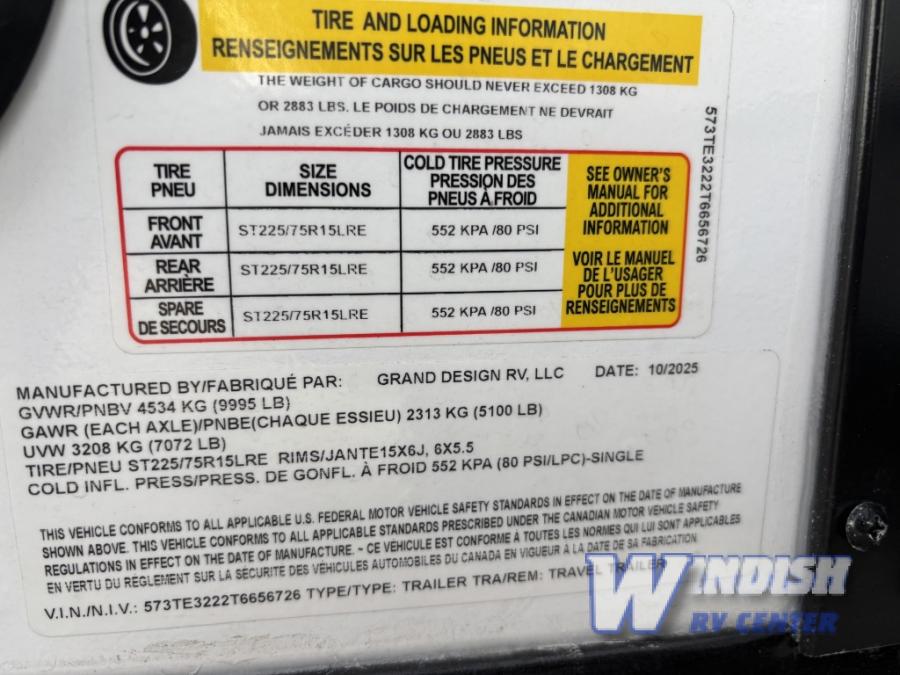 TIRE AND LOADING INFORMATION
RENSEIGNEMENTS SUR LES PNEUS ET LE CHARGEMENT
THE WEIGHT OF CARGO SHOULD NEVER EXCEED 1308 KG
OR 2883 LBS. LE POIDS DE CHARGEMENT NE DEVRAIT
JAMAIS EXCÉDER 1308 KG OU 2883 LBS
TIRE
PNEU
SIZE
DIMENSIONS
COLD TIRE PRESSURE
PRESSION DES
PNEUS À FROID
SEE OWNER'S
MANUAL FOR
ADDITIONAL
INFORMATION
VOIR LE MANUEL
DE L'USAGER
POUR PLUS DE
RENSEIGNEMENTS
FRONT
AVANT
ST225/75R15LRE
552 KPA /80 PSI
REAR
ARRIÈRE
ST225/75R15LRE
552 KPA /80 PSI
SPARE
DE SECOURS
ST225/75R15LRE
552 KPA /80 PSI
573TE3222T6656726
MANUFACTURED BY/FABRIQUÉ PAR: GRAND DESIGN RV, LLC DATE: 10/2025
GVWR/PNBV 4534 KG (9995 LB)
GAWR (EACH AXLE)/PNBE(CHAQUE ESSIEU) 2313 KG (5100 LB)
UVW 3208 KG (7072 LB)
TIRE/PNEU ST225/75R15LRE RIMS/JANTE15X6J, 6X5.5
COLD INFL. PRESS/PRESS. DE GONFL. À FROID 552 KPA (80 PSI/LPC)-SINGLE
THIS VEHICLE CONFORMS TO ALL APPLICABLE U.S. FEDERAL MOTOR VEHICLE SAFETY STANDARDS IN EFFECT ON THE DATE OF MANUFACTURE
SHOWN ABOVE. THIS VEHICLE CONFORMS TO ALL APPLICABLE STANDARDS PRESCRIBED UNDER THE CANADIAN MOTOR VEHICLE SAFETY
REGULATIONS IN EFFECT ON THE DATE OF MANUFACTURE. ~ CE VÉHICULE EST CONFORME À TOUTES LES NORMES QUI LUI SONT APPLICABLES
EN VERTU DU RÈGLEMENT SUR LA SÉCURITÉ DES VÉHICULES AUTOMOBILES DU CANADA EN VIGUEUR À LA DATE DE SA FABRICATION.
V.I.N./N.I.V.: 573TE3222T6656726 TYPE/TYPE: TRAILER TRA/REM: TRAVEL TRAILER
WINDISH
RV CENTER